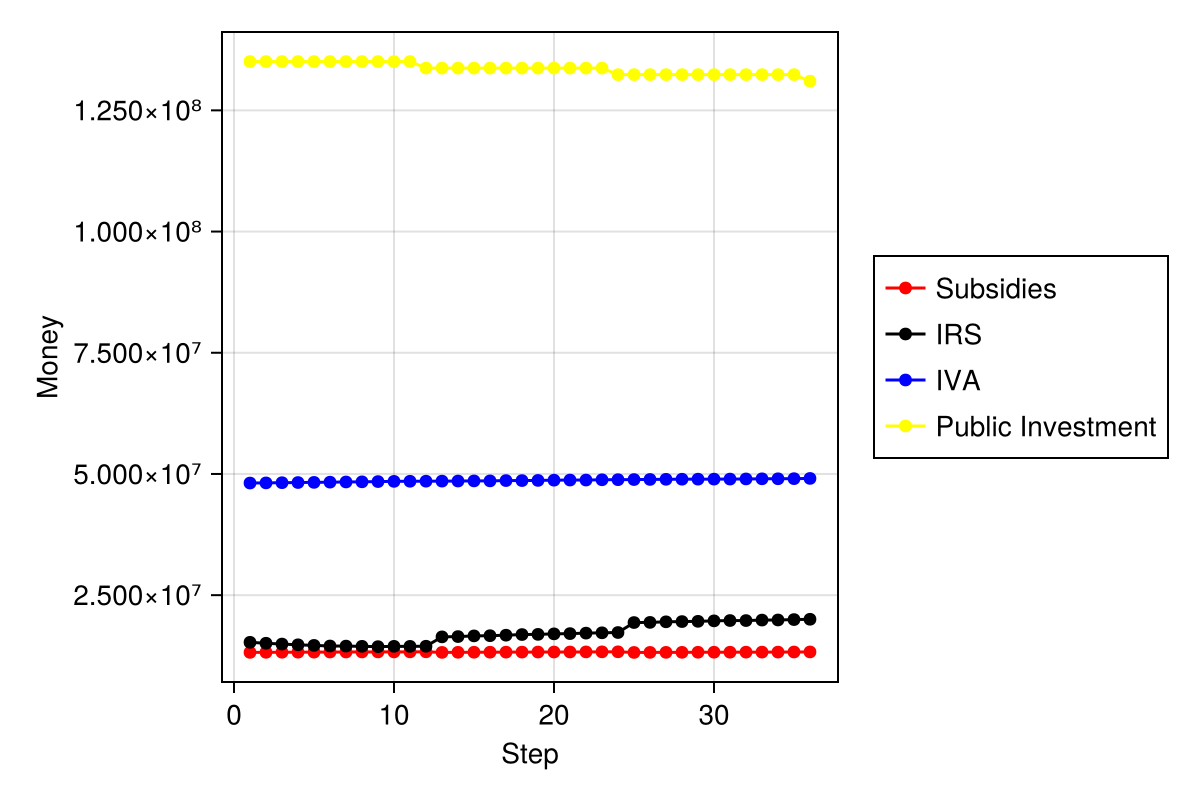 1.250×10⁸
1.000×10⁸
7.500×10⁷
5.000×10⁷
2.500×10⁷
Money
0 10 20 30
Step
Subsidies
IRS
IVA
Public Investment